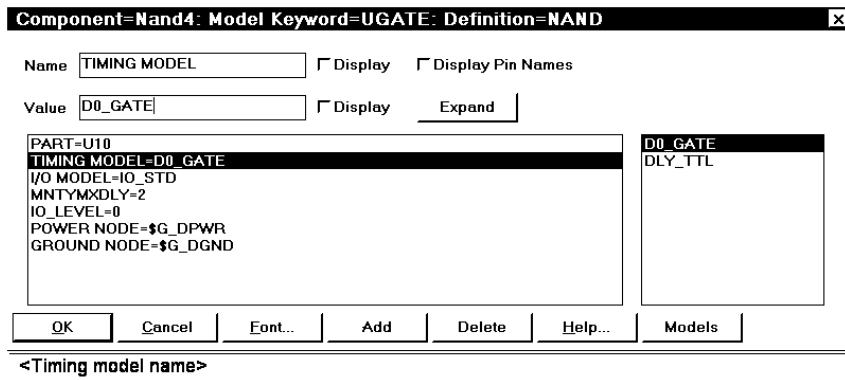 Component=Nand4: Model Keyword=UGATE: Definition=NAND
Name TIMING MODEL Display Display Pin Names
Value D0_GATE Display Expand
PART=U10
TIMING MODEL=D0_GATE
I/O MODEL=IO_STD
MNTYMXDLY=2
IO_LEVEL=0
POWER NODE=$G_DPWR
GROUND NODE=$G_DGND
D0_GATE
DLY_TTL
OK Cancel Font... Add Delete Help... Models
<Timing model name>